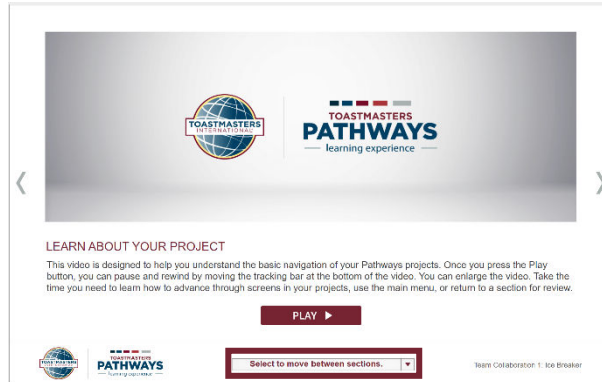 TOASTMASTERS
INTERNATIONAL
TOASTMASTERS
PATHWAYS
learning experience
LEARN ABOUT YOUR PROJECT
This video is designed to help you understand the basic navigation of your Pathways projects. Once you press the Play
button, you can pause and rewind by moving the tracking bar at the bottom of the video. You can enlarge the video. Take the
time you need to learn how to advance through screens in your projects, use the main menu, or return to a section for review.
PLAY
TOASTMASTERS
TOASTMASTERS
PATHWAYS
learning experience
Select to move between sections.
Team Collaboration 1: Ice Breaker